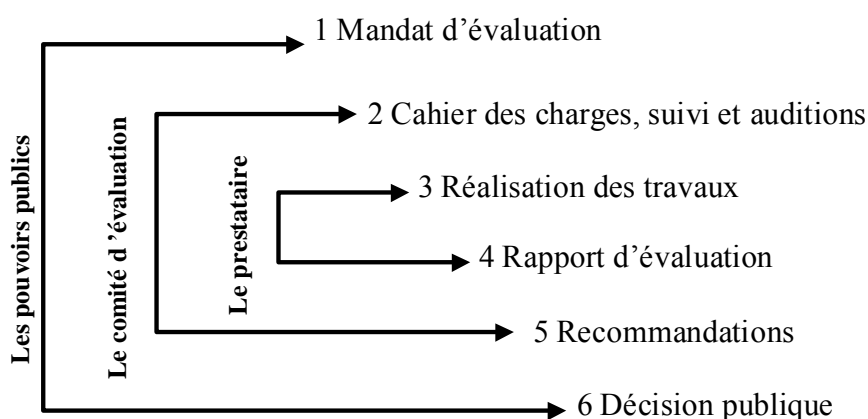 1 Mandat d’évaluation
2 Cahier des charges, suivi et auditions
3 Réalisation des travaux
4 Rapport d’évaluation
5 Recommandations
6 Décision publique
Les pouvoirs publics
Le comité d ’évaluation
Le prestataire